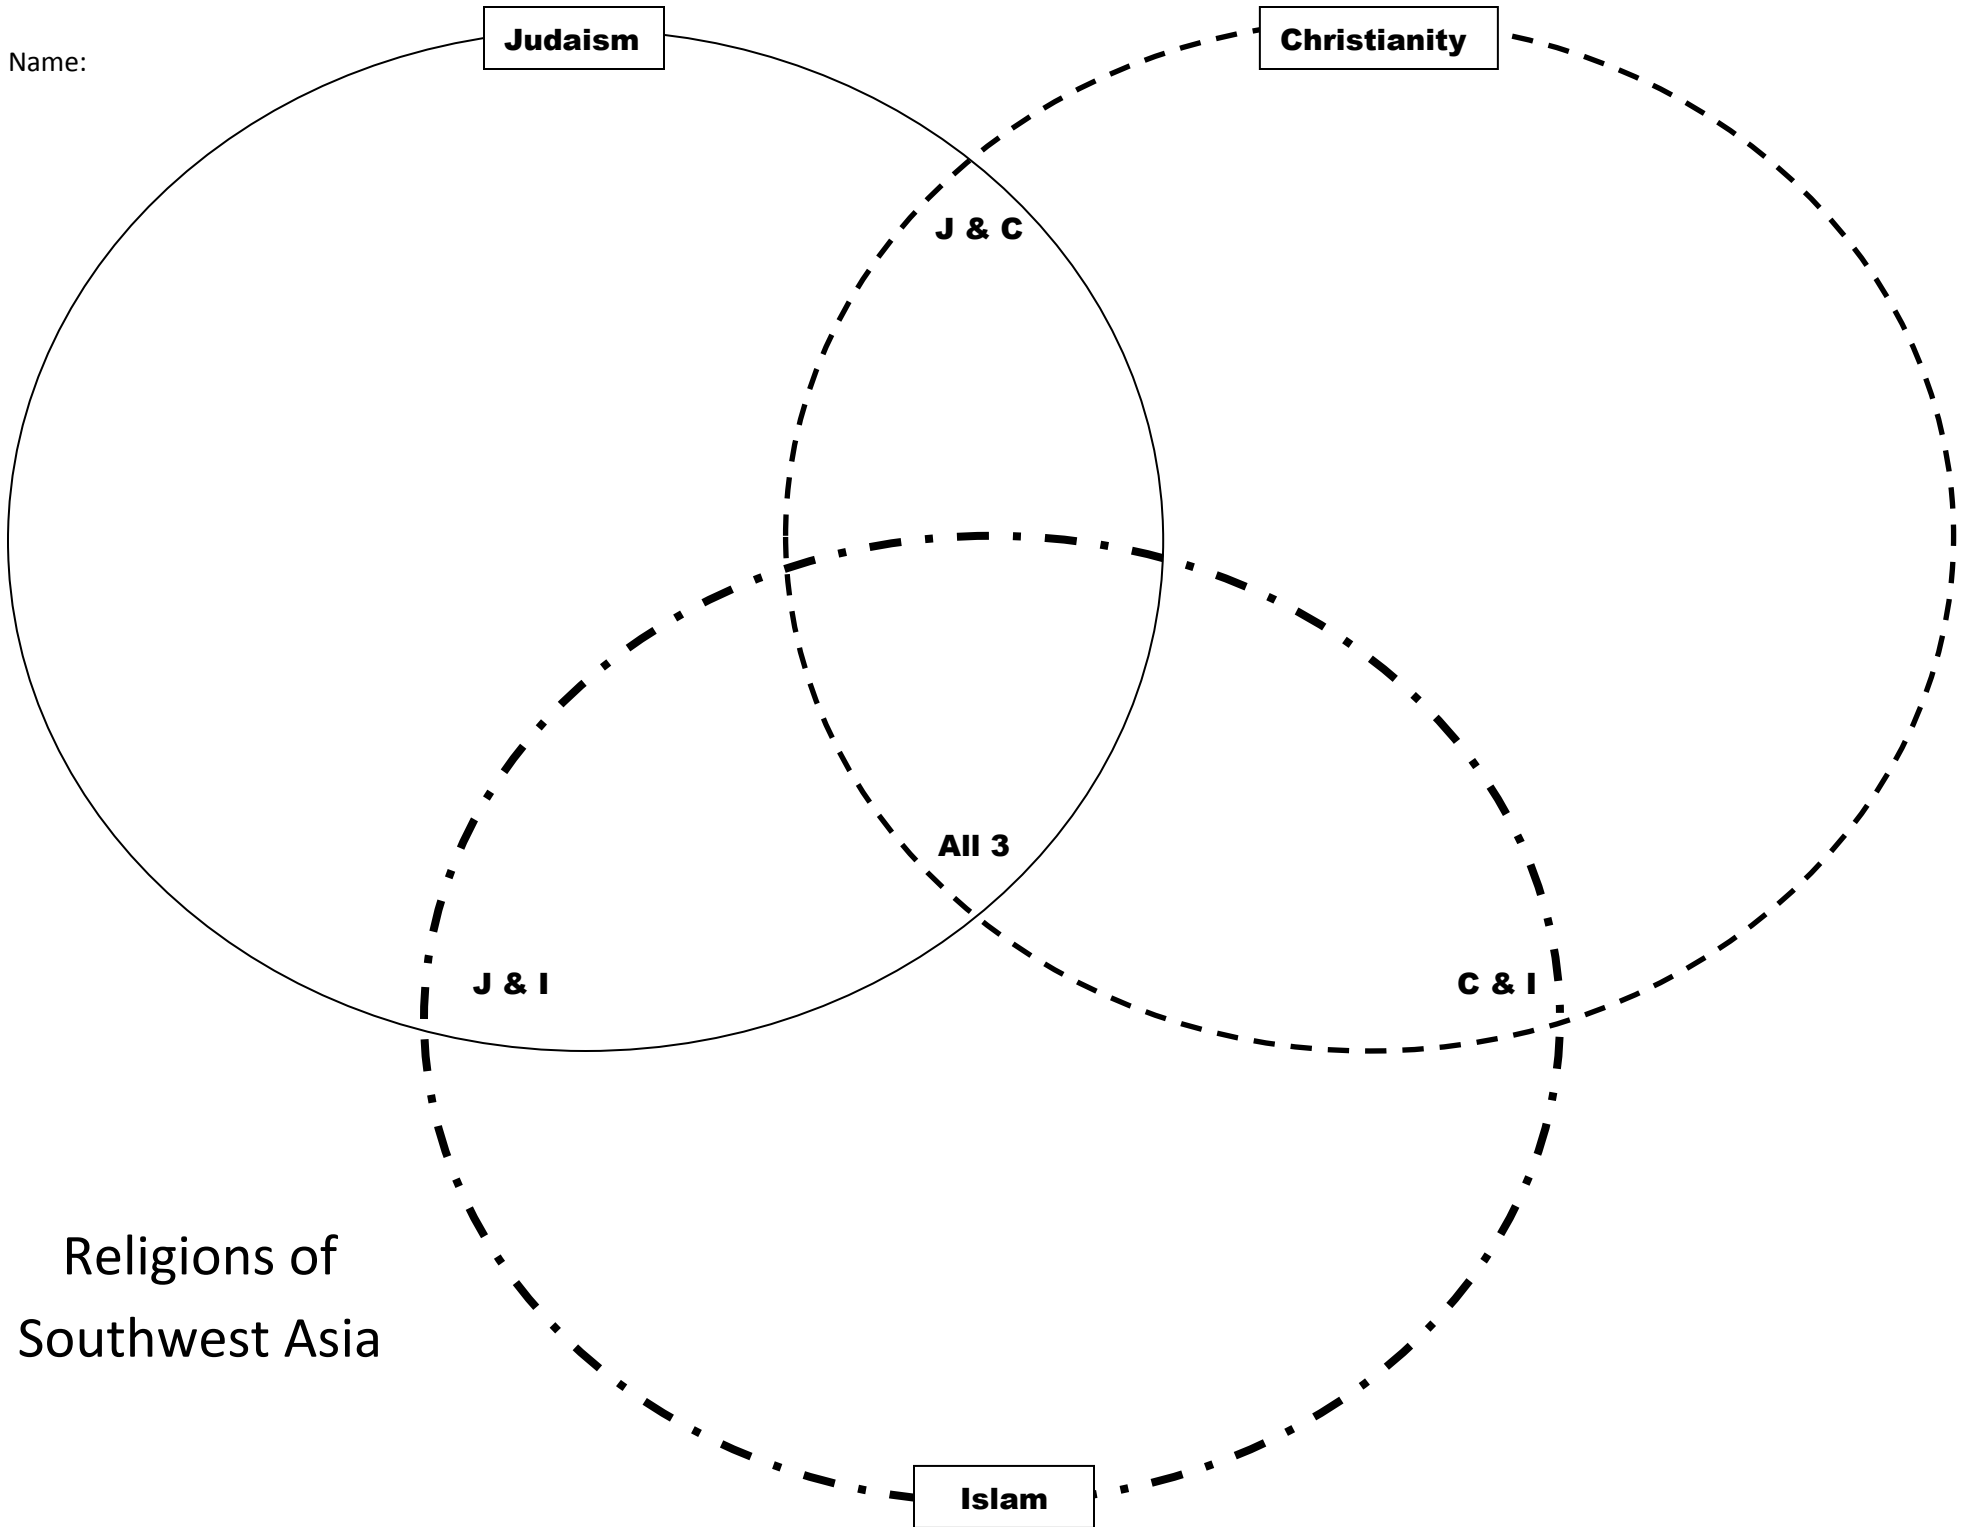 Judaism
Christianity
Name:
J & C
All 3
J & I
C & I
Religions of
Southwest Asia
Islam